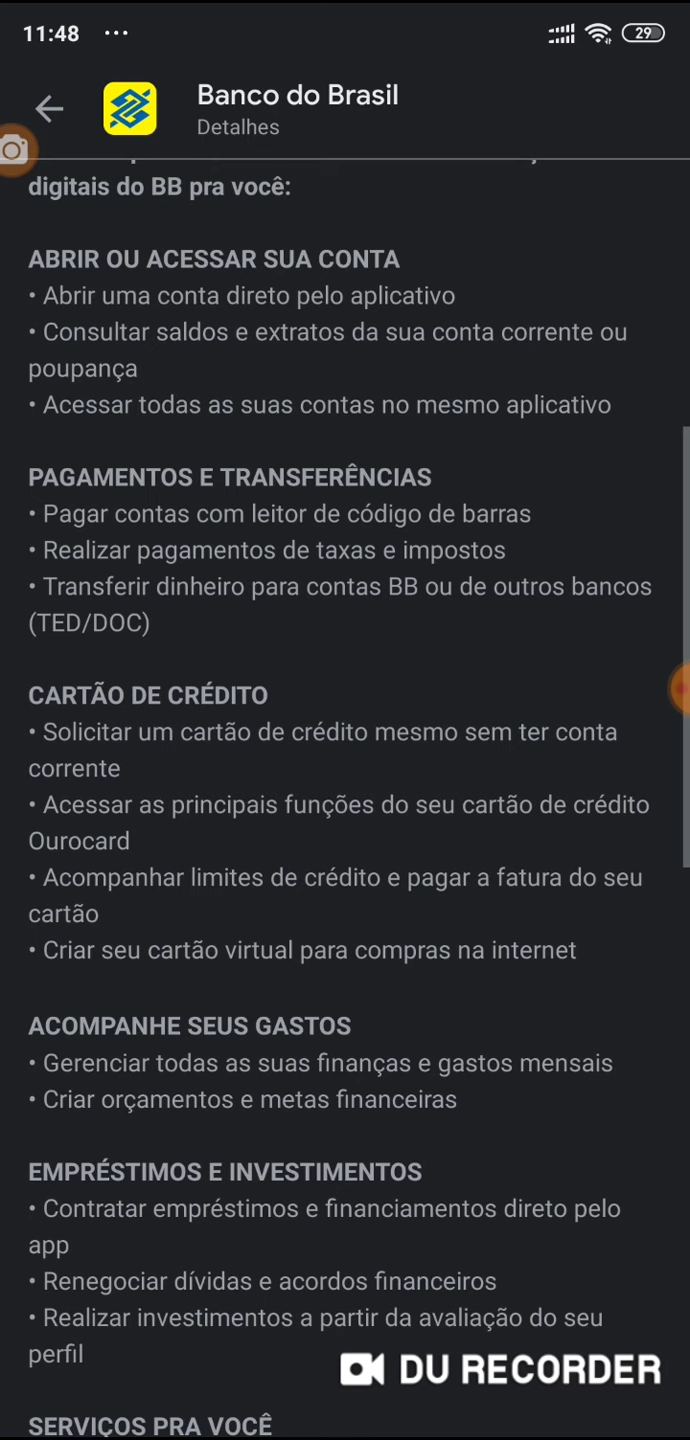 11:48 ...
29
Banco do Brasil
Detalhes
digitais do BB pra você:
ABRIR OU ACESSAR SUA CONTA
• Abrir uma conta direto pelo aplicativo
• Consultar saldos e extratos da sua conta corrente ou
poupança
• Acessar todas as suas contas no mesmo aplicativo
PAGAMENTOS E TRANSFERÊNCIAS
• Pagar contas com leitor de código de barras
• Realizar pagamentos de taxas e impostos
• Transferir dinheiro para contas BB ou de outros bancos
(TED/DOC)
CARTÃO DE CRÉDITO
• Solicitar um cartão de crédito mesmo sem ter conta
corrente
• Acessar as principais funções do seu cartão de crédito
Ourocard
• Acompanhar limites de crédito e pagar a fatura do seu
cartão
• Criar seu cartão virtual para compras na internet
ACOMPANHE SEUS GASTOS
• Gerenciar todas as suas finanças e gastos mensais
• Criar orçamentos e metas financeiras
EMPRÉSTIMOS E INVESTIMENTOS
• Contratar empréstimos e financiamentos direto pelo
app
• Renegociar dívidas e acordos financeiros
• Realizar investimentos a partir da avaliação do seu
perfil
DU RECORDER
SERVIÇOS PRA VOCÊ